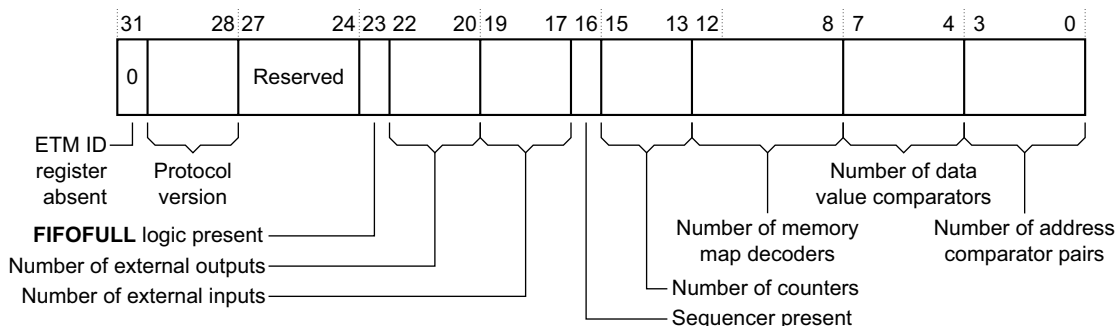 31 28 27 24 23 22 20 19 17 16 15 13 12 8 7 4 3 0
0 Reserved
ETM ID
register
absent
Protocol
version
Number of data
value comparators
FIFOFULL logic present
Number of memory
map decoders
Number of address
comparator pairs
Number of external outputs
Number of external inputs
Number of counters
Sequencer present